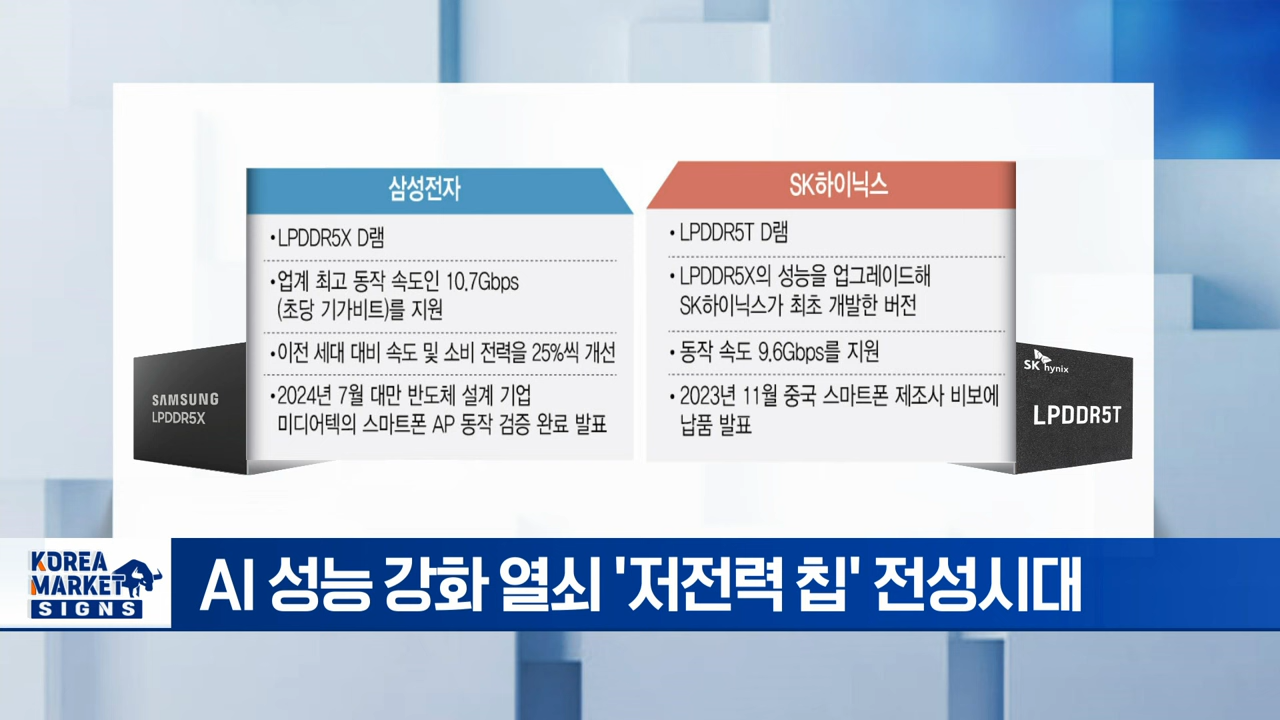 삼성전자
•LPDDR5X D램
•업계 최고 동작 속도인 10.7Gbps
(초당 기가비트)를 지원
•이전 세대 대비 속도 및 소비 전력을 25%씩 개선
•2024년 7월 대만 반도체 설계 기업
미디어텍의 스마트폰 AP 동작 검증 완료 발표
SAMSUNG
LPDDR5X
SK하이닉스
•LPDDR5T D램
•LPDDR5X의 성능을 업그레이드해
SK하이닉스가 최초 개발한 버전
•동작 속도 9.6Gbps를 지원
•2023년 11월 중국 스마트폰 제조사 비보에
납품 발표
SK hynix
LPDDR5T
KOREA
MARKET
SIGNS
AI 성능 강화 열쇠 '저전력 칩' 전성시대